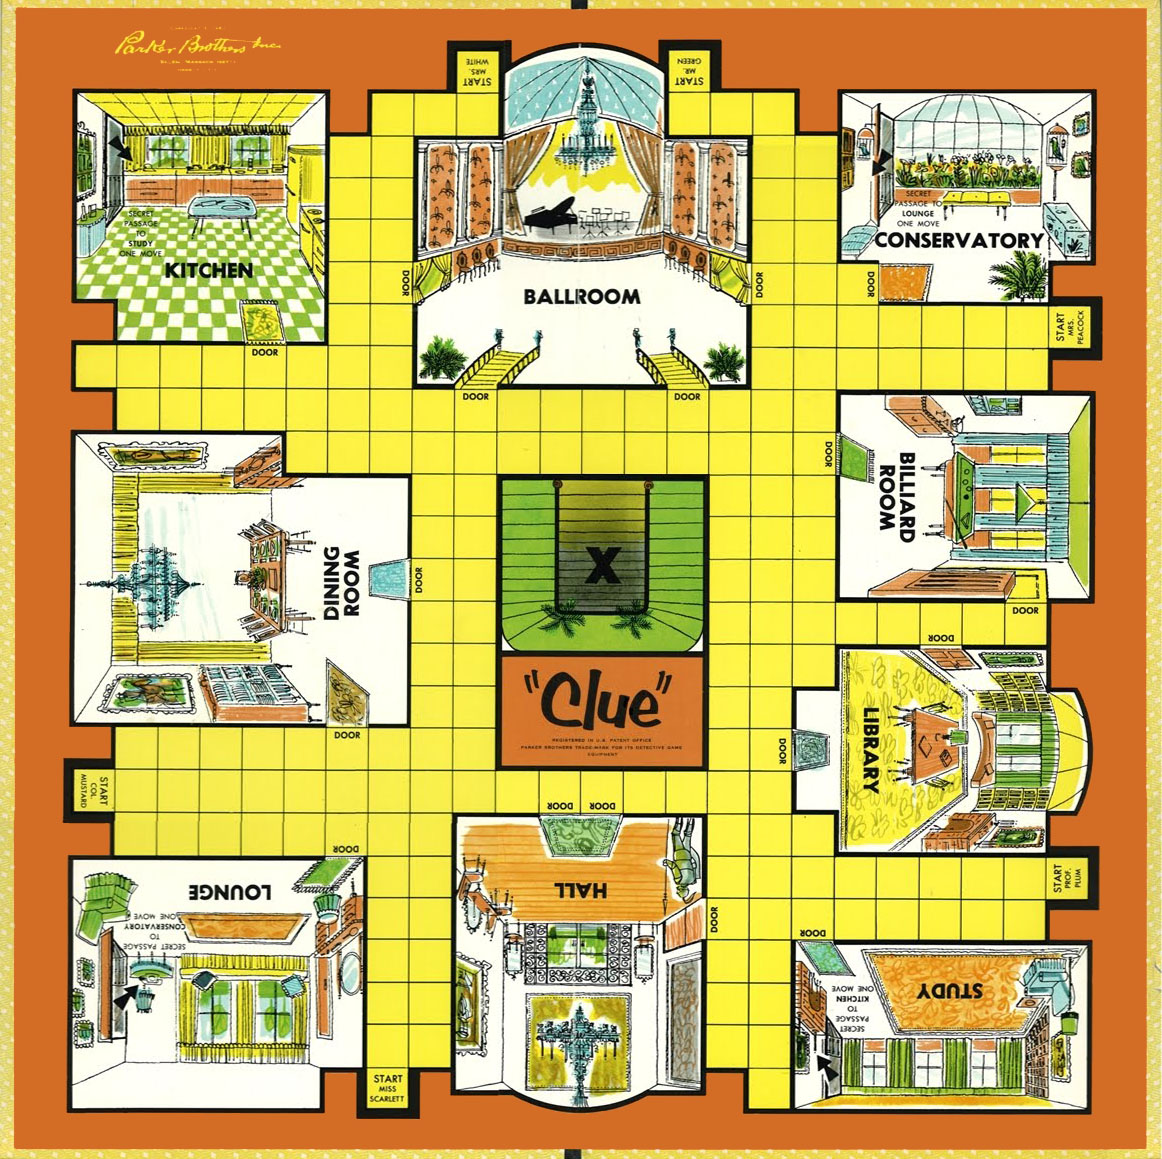 Parker Brothers Inc.
START
MRS.
WHITE
START
MR.
GREEN
SECRET
PASSAGE
TO
STUDY
ONE MOVE
KITCHEN
DOOR
DOOR
BALLROOM
DOOR
DOOR
DOOR
SECRET
PASSAGE TO
LOUNGE
ONE MOVE
CONSERVATORY
DOOR
START
MRS.
PEACOCK
DINING
ROOM
DOOR
DOOR
X
"Clue"
REGISTERED IN U.S. PATENT OFFICE
PARKER BROTHERS TRADE-MARK FOR ITS DETECTIVE GAME
EQUIPMENT
DOOR
BILLIARD
ROOM
DOOR
DOOR
DOOR
LIBRARY
START
COL.
MUSTARD
DOOR DOOR
START
PROF.
PLUM
DOOR
LOUNGE
SECRET PASSAGE
TO
CONSERVATORY
ONE MOVE
HALL
DOOR
DOOR
STUDY
SECRET
PASSAGE
TO
KITCHEN
ONE MOVE
START
MISS
SCARLETT